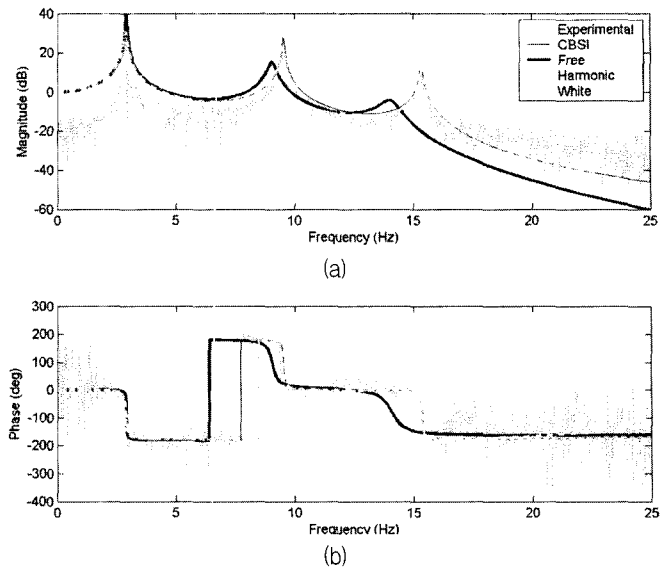 40
20
0
-20
-40
-60
Magnitude (dB)
0 5 10 15 20 25
Frequency (Hz)
Experimental
CBSI
Free
Harmonic
White
(a)
300
200
100
0
-100
-200
-300
-400
Phase (deg)
0 5 10 15 20 25
Frequency (Hz)
(b)